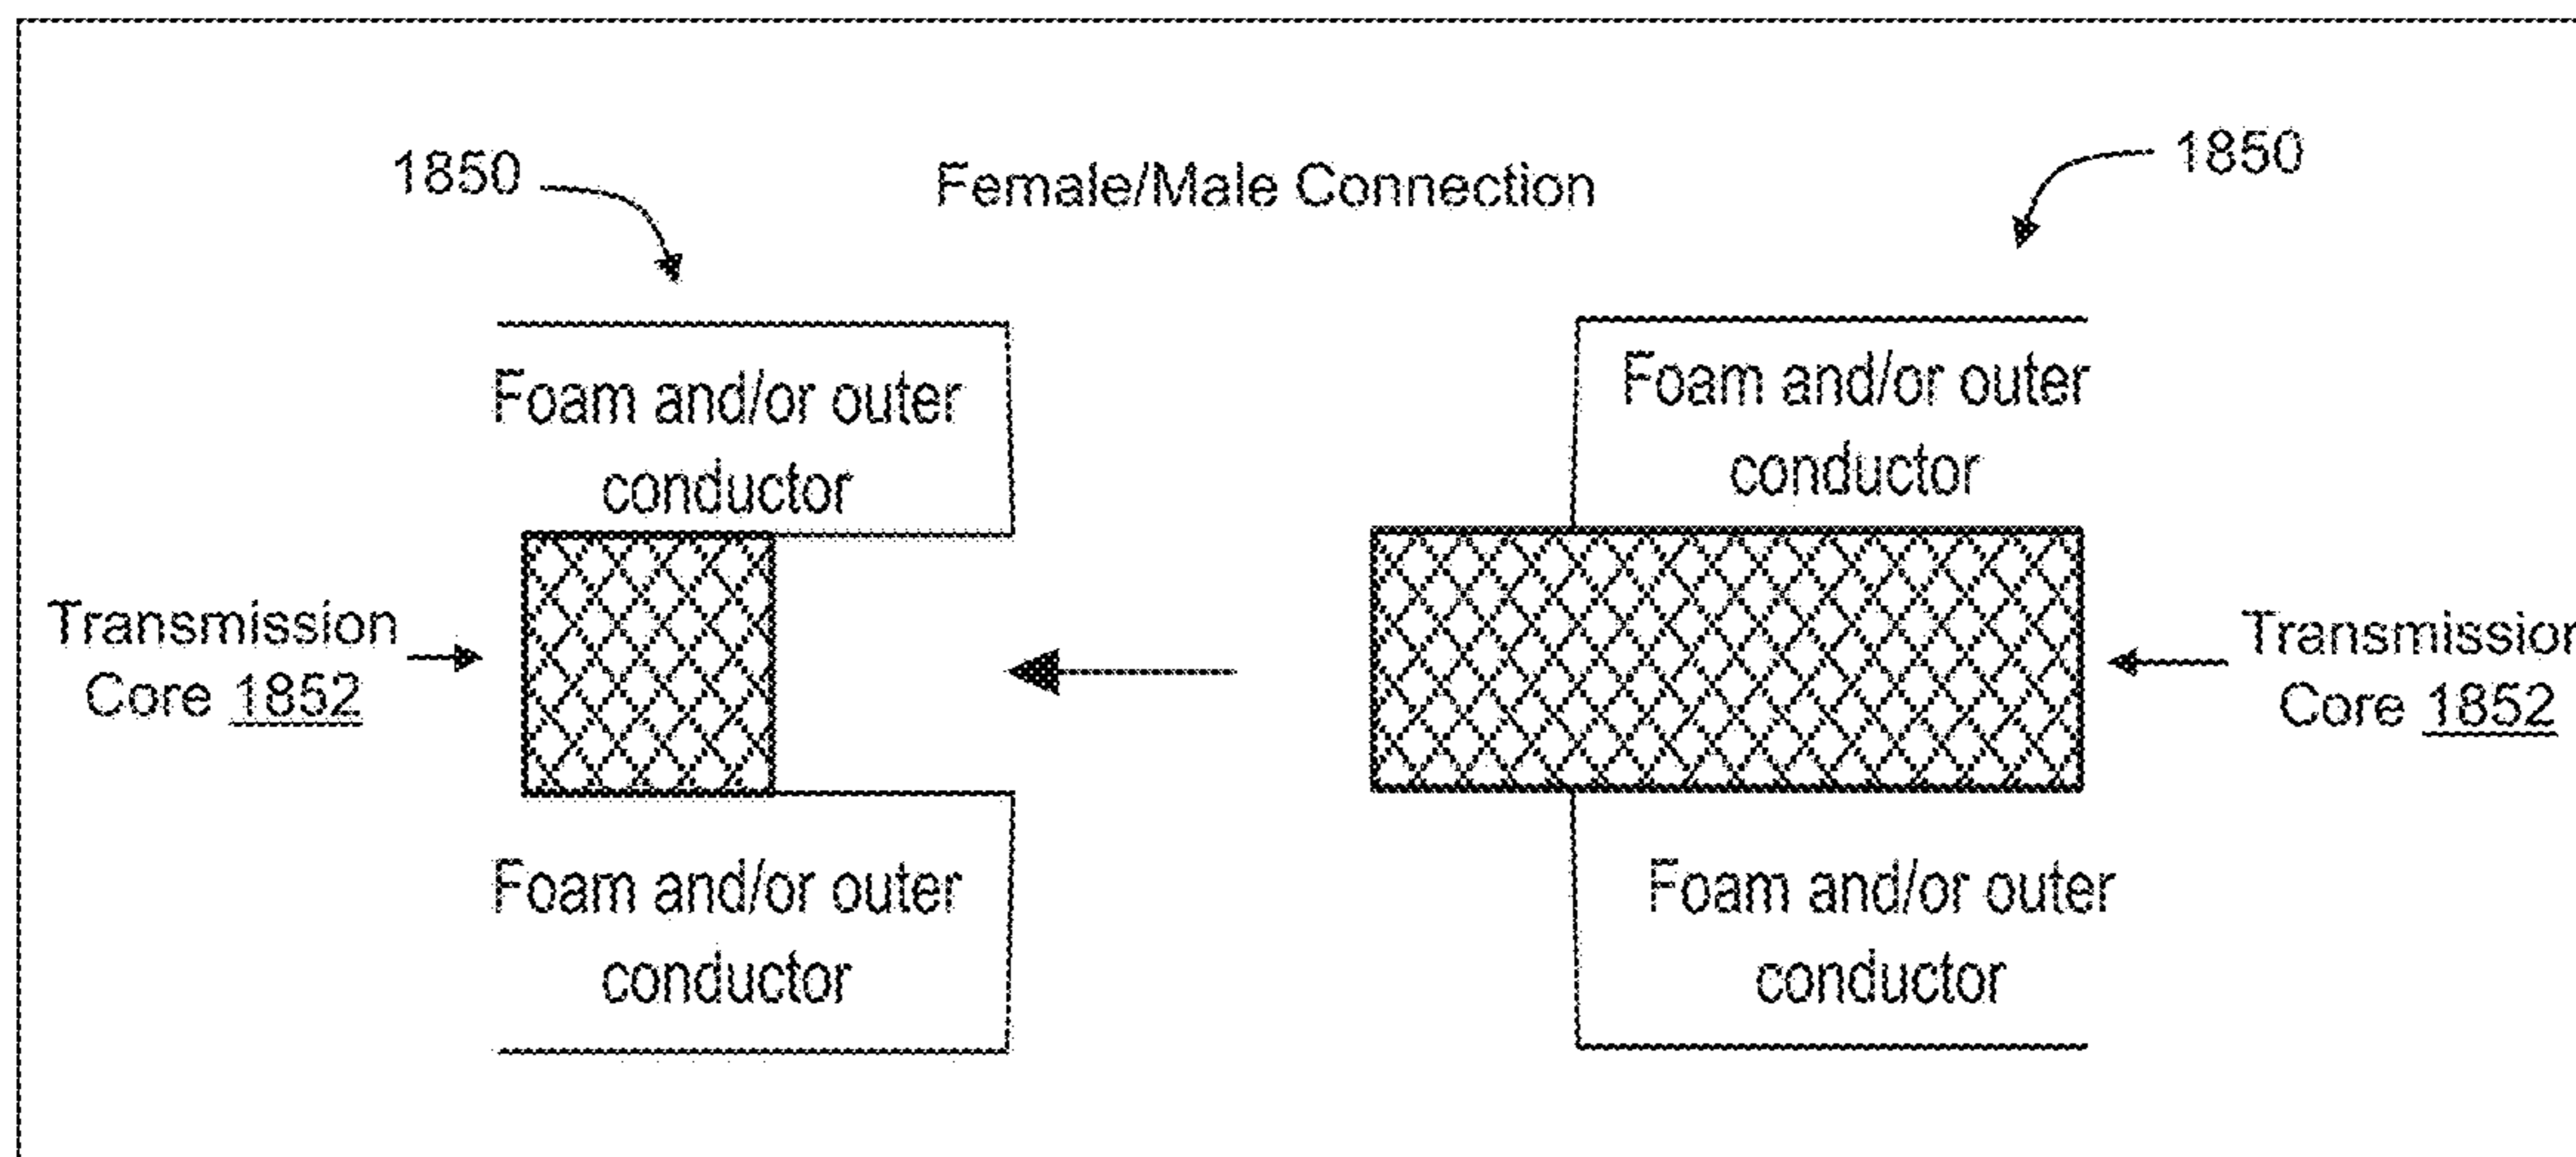 1850
Female/Male Connection
1850
Foam and/or outer
conductor
Foam and/or outer
conductor
Transmission
Core 1852
Transmission
Core 1852
Foam and/or outer
conductor
Foam and/or outer
conductor